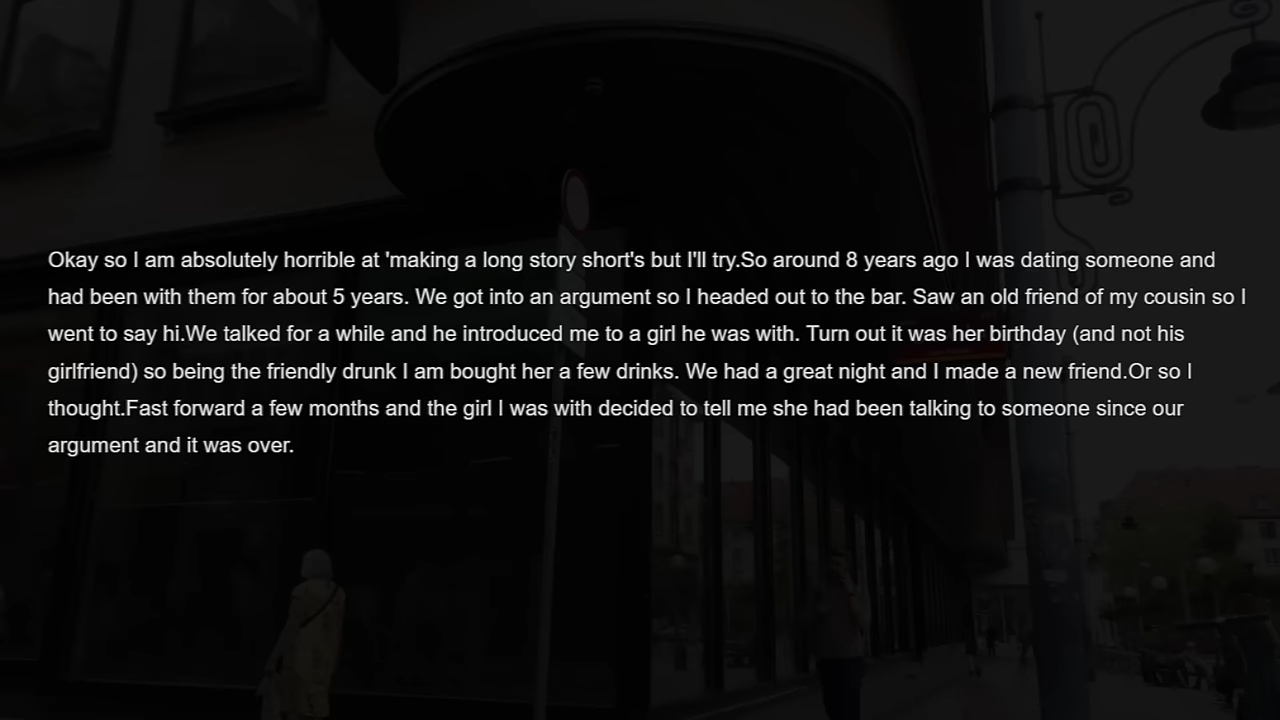 Okay so I am absolutely horrible at 'making a long story short's but I'll try.So around 8 years ago I was dating someone and
had been with them for about 5 years. We got into an argument so I headed out to the bar. Saw an old friend of my cousin so I
went to say hi.We talked for a while and he introduced me to a girl he was with. Turn out it was her birthday (and not his
girlfriend) so being the friendly drunk I am bought her a few drinks. We had a great night and I made a new friend.Or so I
thought.Fast forward a few months and the girl I was with decided to tell me she had been talking to someone since our
argument and it was over.